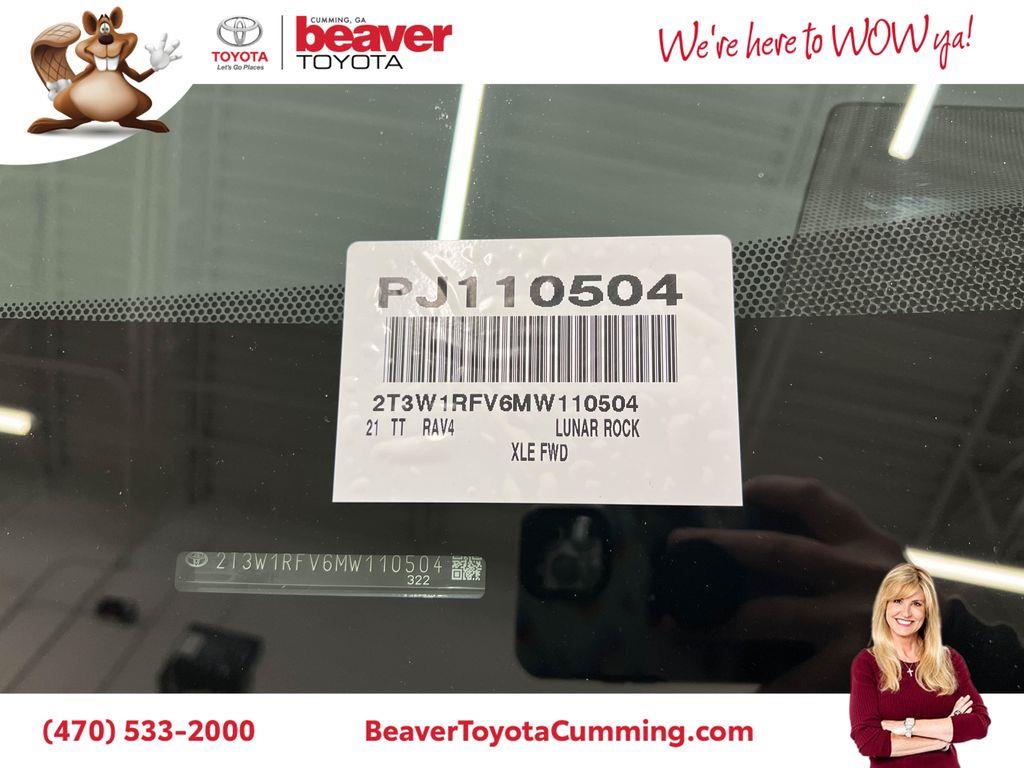 CUMMING, GA
TOYOTA
Let's Go Places
beaver
TOYOTA
We're here to WOW ya!
PJ110504
2T3W1RFV6MW110504
21 TT RAV4 LUNAR ROCK
XLE FWD
2T3W1RFV6MW110504
322
(470) 533-2000
BeaverToyotaCumming.com